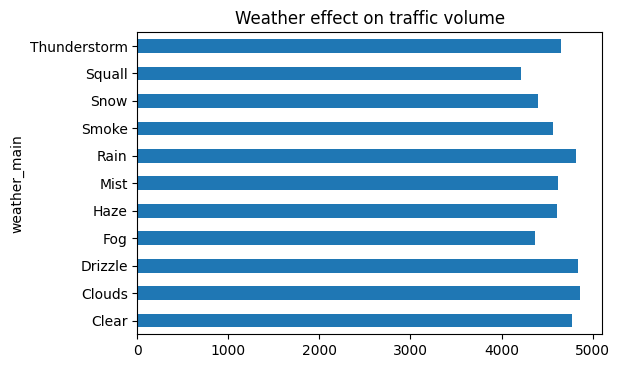 Weather effect on traffic volume
Thunderstorm
Squall
Snow
Smoke
Rain
Mist
Haze
Fog
Drizzle
Clouds
Clear
weather_main
0 1000 2000 3000 4000 5000